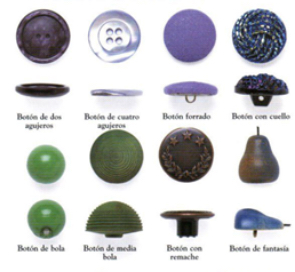 Botón de dos agujeros
Botón de cuatro agujeros
Botón forrado
Botón con cuello
Botón de bola
Botón de media bola
Botón con remache
Botón de fantasía